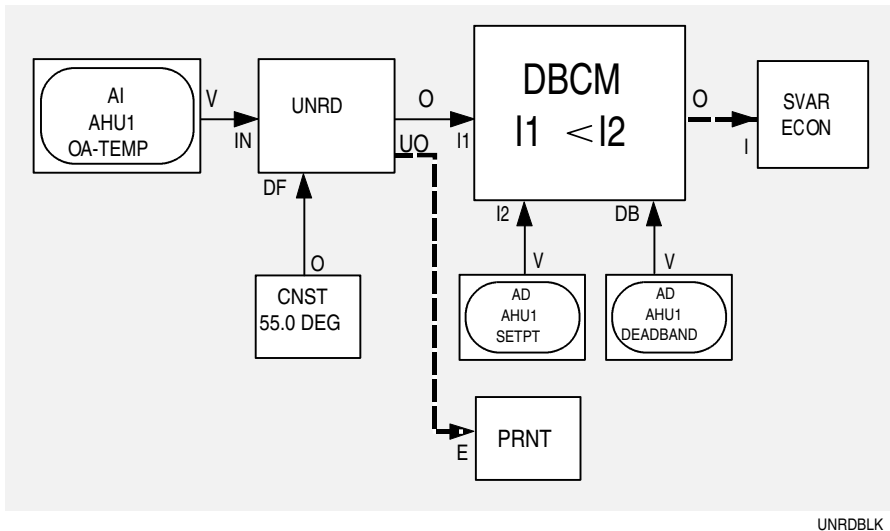 AI
AHU1
OA-TEMP
V
IN
UNRD
DF
O
UO
O
CNST
55.0 DEG
I1
DBCM
I1 <I2
I2
DB
V
V
AD
AHU1
SETPT
AD
AHU1
DEADBAND
O
I
SVAR
ECON
E
PRNT
UNRDBLK